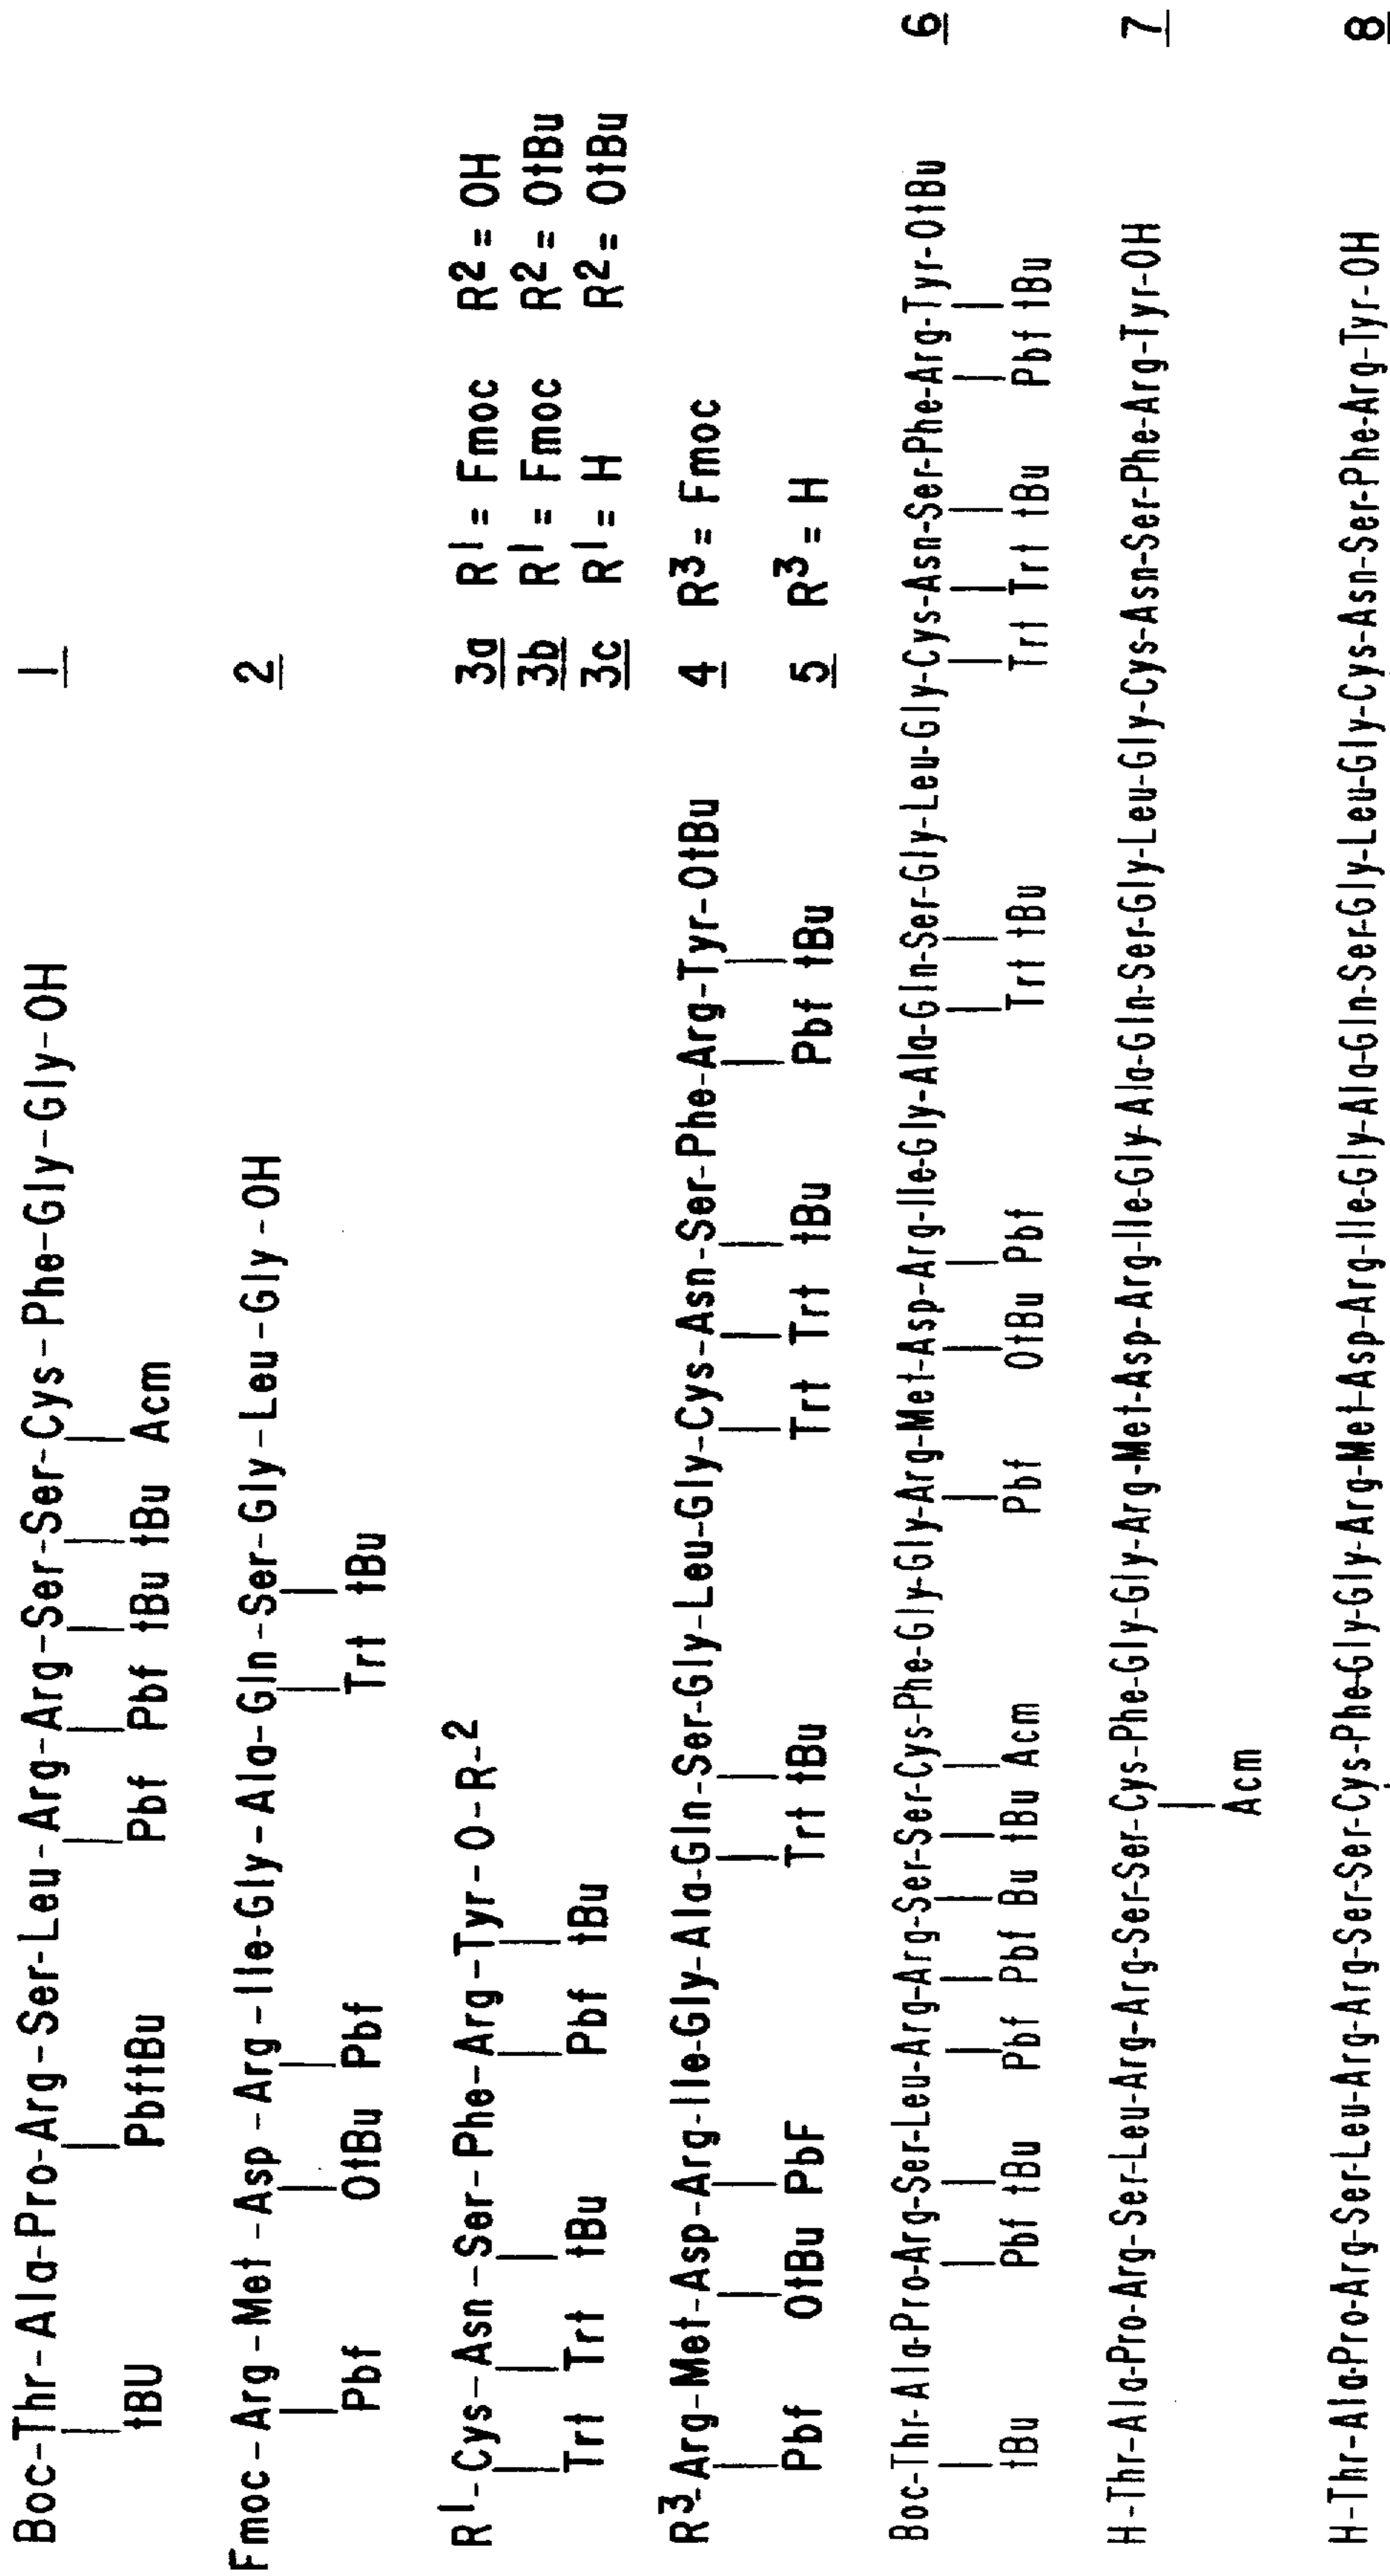 Boc-Thr-Ala-Pro-Arg-Ser-Leu-Arg-Arg-Ser-Ser-Cys-Phe-Gly-Gly-OH 1
tBU PbftBu Pbf Pbf tBu tBu Acm
Fmoc-Arg-Met-Asp-Arg-Ile-Gly-Ala-Gln-Ser-Gly-Leu-Gly-OH 2
Pbf OtBu Pbf Trt tBu
R1-Cys-Asn-Ser-Phe-Arg-Tyr-O-R-2 3a R1 = Fmoc R2 = OH
Trt Trt tBu Pbf tBu 3b R1 = Fmoc R2 = OtBu
3c R1 = H R2 = OtBu
R3-Arg-Met-Asp-Arg-Ile-Gly-Ala-Gln-Ser-Gly-Leu-Gly-Cys-Asn-Ser-Phe-Arg-Tyr-OtBu 4 R3 = Fmoc
Pbf OtBu PbF Trt tBu Trt Trt tBu Pbf tBu 5 R3 = H
Boc-Thr-Ala-Pro-Arg-Ser-Leu-Arg-Arg-Ser-Ser-Cys-Phe-Gly-Gly-Arg-Met-Asp-Arg-Ile-Gly-Ala-Gln-Ser-Gly-Leu-Gly-Cys-Asn-Ser-Phe-Arg-Tyr-OtBu 6
tBu Pbf tBu Pbf Pbf Bu tBu Acm Pbf OtBu Pbf Trt tBu Trt Trt tBu Pbf tBu
H-Thr-Ala-Pro-Arg-Ser-Leu-Arg-Arg-Ser-Ser-Cys-Phe-Gly-Gly-Arg-Met-Asp-Arg-Ile-Gly-Ala-Gln-Ser-Gly-Leu-Gly-Cys-Asn-Ser-Phe-Arg-Tyr-OH 7
Acm
H-Thr-Ala-Pro-Arg-Ser-Leu-Arg-Arg-Ser-Ser-Cys-Phe-Gly-Gly-Arg-Met-Asp-Arg-Ile-Gly-Ala-Gln-Ser-Gly-Leu-Gly-Cys-Asn-Ser-Phe-Arg-Tyr-OH 8